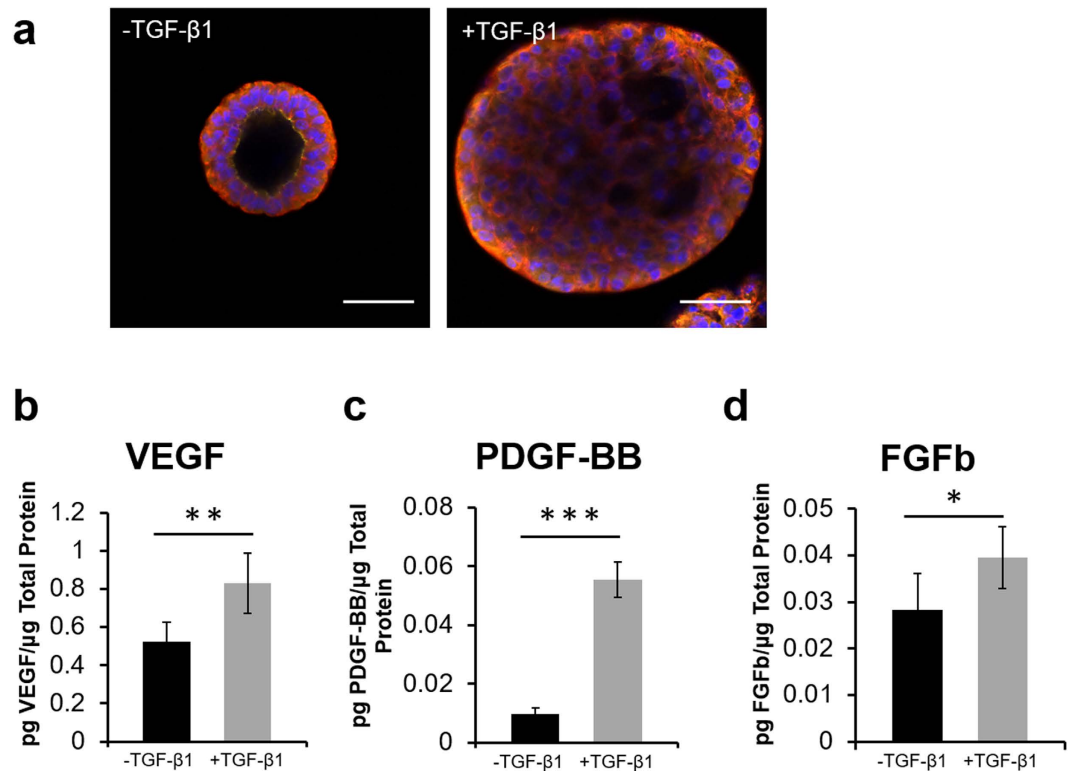 a
-TGF-β1
+TGF-β1
b
VEGF
pg VEGF/µg Total Protein
1.2
1
0.8
0.6
0.4
0.2
0
**
-TGF-β1
+TGF-β1
c
PDGF-BB
pg PDGF-BB/µg Total
Protein
0.08
0.06
0.04
0.02
0
***
-TGF-β1
+TGF-β1
d
FGFb
pg FGFb/µg Total Protein
0.05
0.04
0.03
0.02
0.01
0
*
-TGF-β1
+TGF-β1